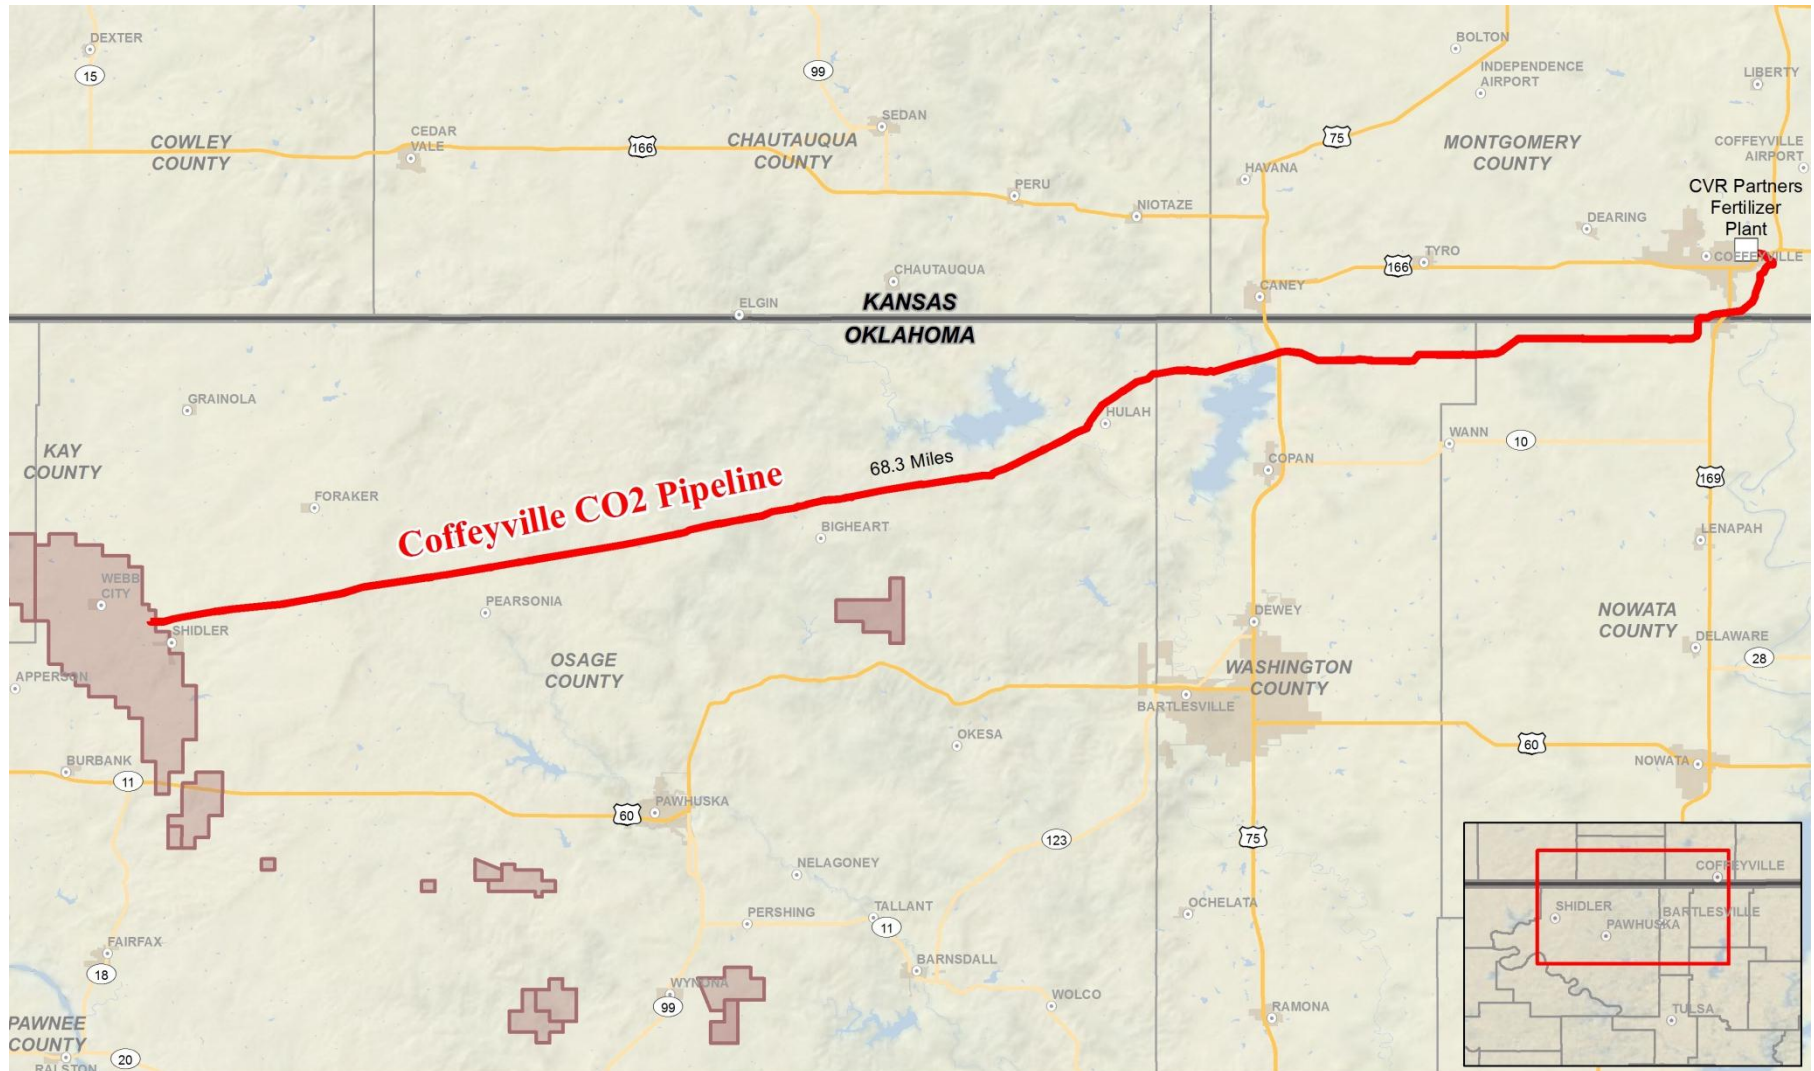 DEXTER
15
99
BOLTON
INDEPENDENCE
AIRPORT
LIBERTY
SEDAN
CEDAR
VALE
COWLEY
COUNTY
166
CHAUTAUQUA
COUNTY
75
MONTGOMERY
COUNTY
COFFEYVILLE
AIRPORT
HAVANA
PERU
NIOTAZE
CVR Partners
Fertilizer
Plant
DEARING
TYRO
166
COFFEYVILLE
CHAUTAUQUA
CANEY
ELGIN
KANSAS
OKLAHOMA
GRAINOLA
HULAH
KAY
COUNTY
WANN
10
COPAN
68.3 Miles
Coffeyville CO2 Pipeline
169
FORAKER
BIGHEART
LENAPAH
WEBB
CITY
PEARSONIA
DEWEY
NOWATA
COUNTY
SHIDLER
DELAWARE
28
OSAGE
COUNTY
WASHINGTON
COUNTY
APPERSON
BARTLESVILLE
OKESA
60
BURBANK
11
NOWATA
PAWHUSKA
60
123
75
NELAGONEY
COFFEYVILLE
SHIDLER
BARTLESVILLE
PAWHUSKA
TULSA
PERSHING
TALLANT
11
OCHELATA
FAIRFAX
18
BARNSDALL
WYNONA
99
WOLCO
RAMONA
PAWNEE
COUNTY
20
RALSTON